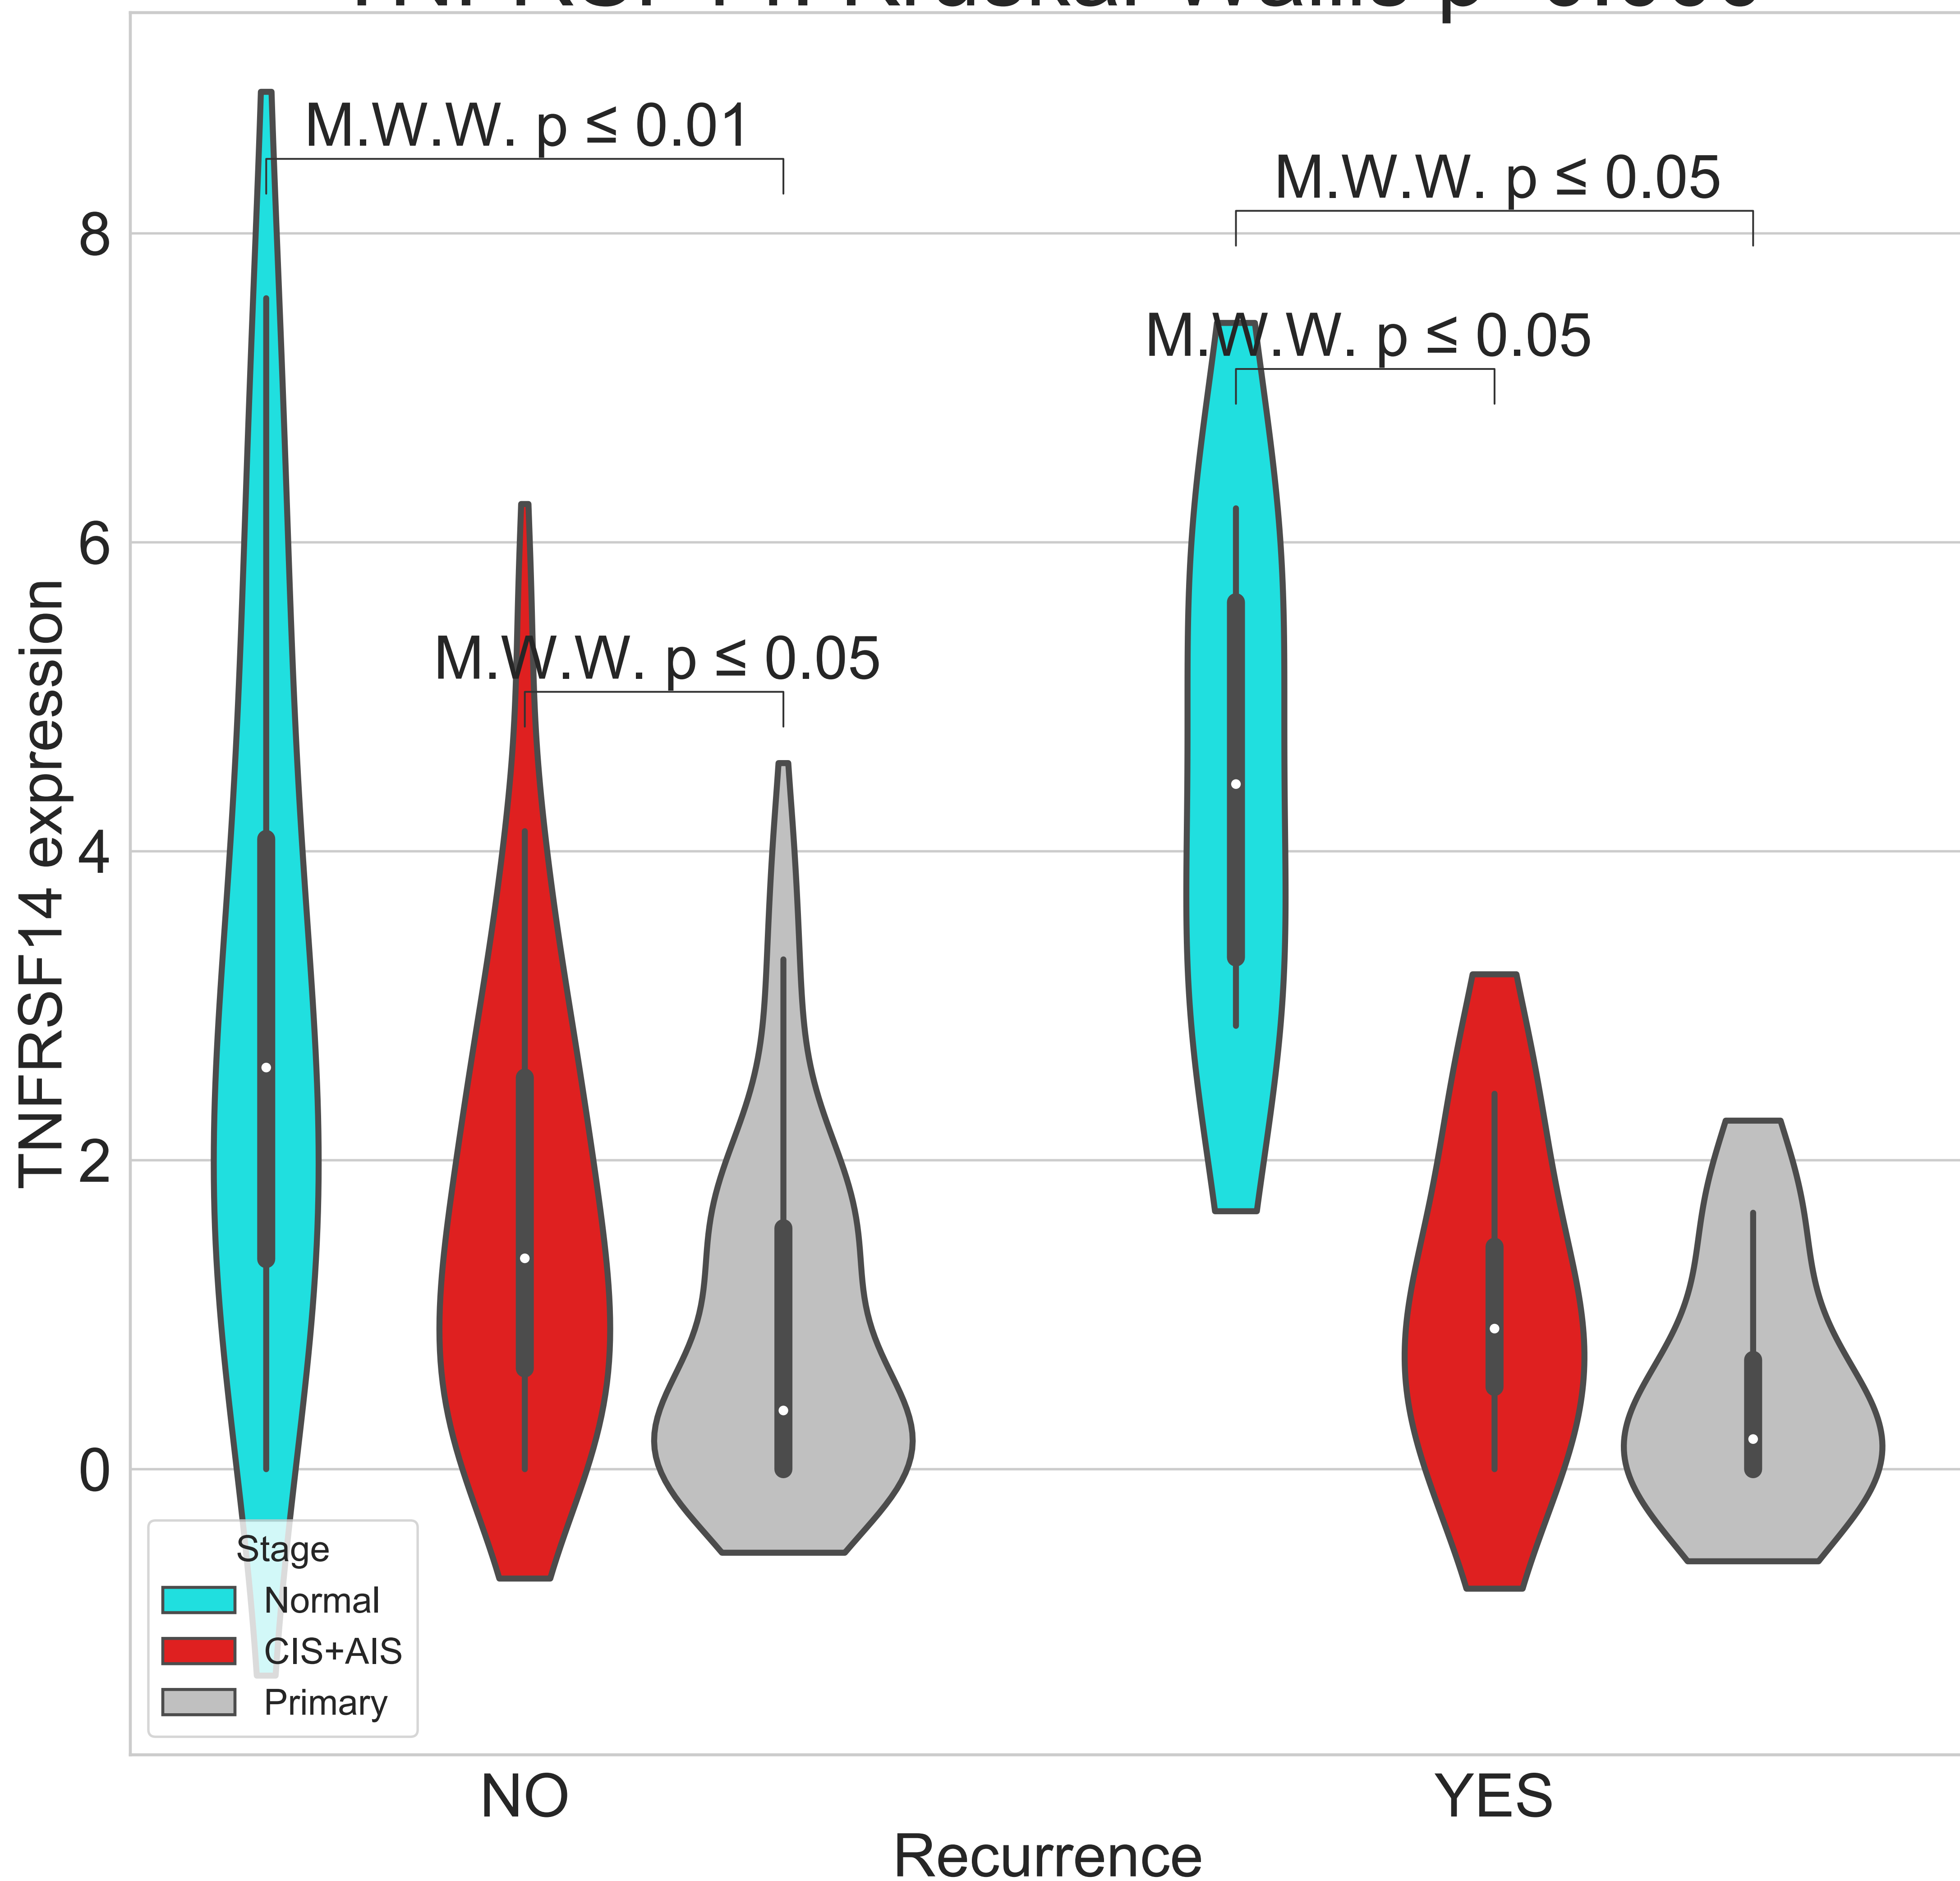 M.W.W. p ≤ 0.01
M.W.W. p ≤ 0.05
M.W.W. p ≤ 0.05
M.W.W. p ≤ 0.05
TNFRSF14 expression
8
6
4
2
0
Stage
Normal
CIS+AIS
Primary
NO
YES
Recurrence